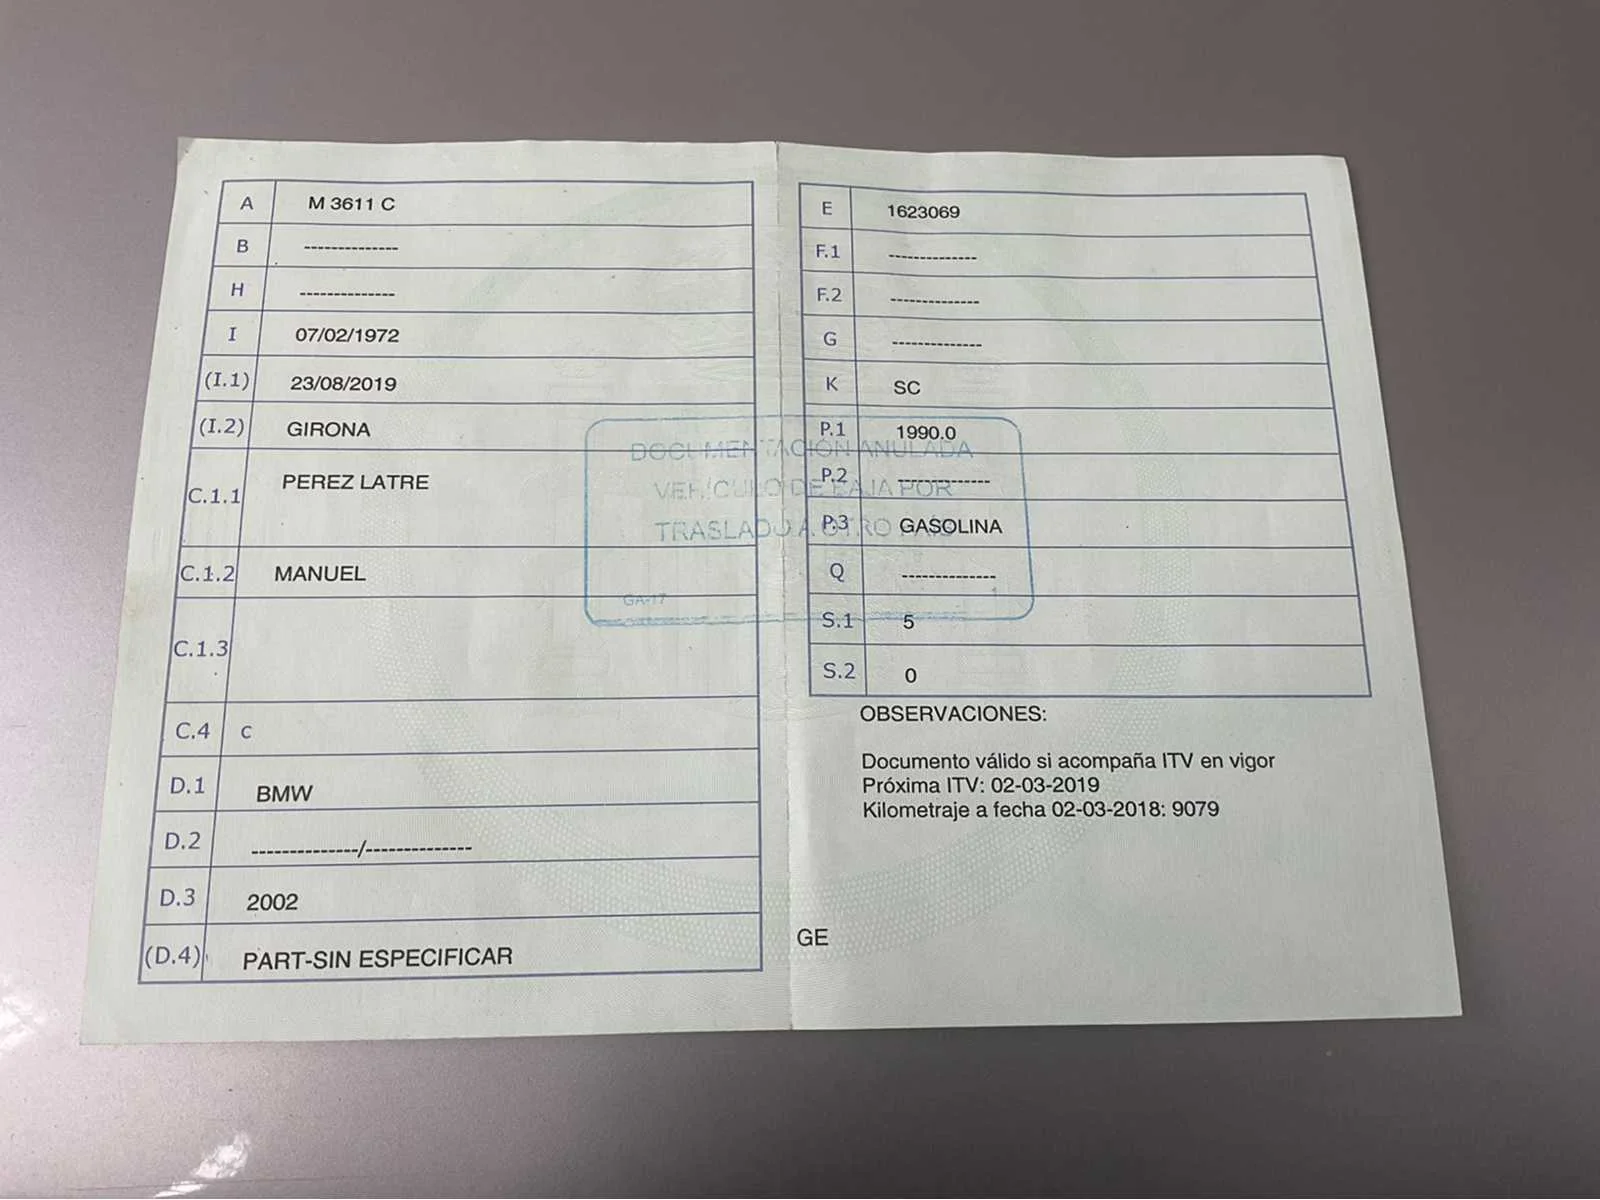 A M 3611 C
B --------------
H --------------
I 07/02/1972
(I.1) 23/08/2019
(I.2) GIRONA
C.1.1 PEREZ LATRE
C.1.2 MANUEL
C.1.3
C.4 c
D.1 BMW
D.2 --------------/--------------
D.3 2002
(D.4) PART-SIN ESPECIFICAR
E 1623069
F.1 --------------
F.2 --------------
G --------------
K SC
P.1 1990.0
P.2 --------------
P.3 GASOLINA
Q --------------
S.1 5
S.2 0
DOCUMENTACIÓN ANULADA
VEHÍCULO DE BAJA POR
TRASLADO A OTRO PAÍS
GA-17 1
OBSERVACIONES:
Documento válido si acompaña ITV en vigor
Próxima ITV: 02-03-2019
Kilometraje a fecha 02-03-2018: 9079
GE